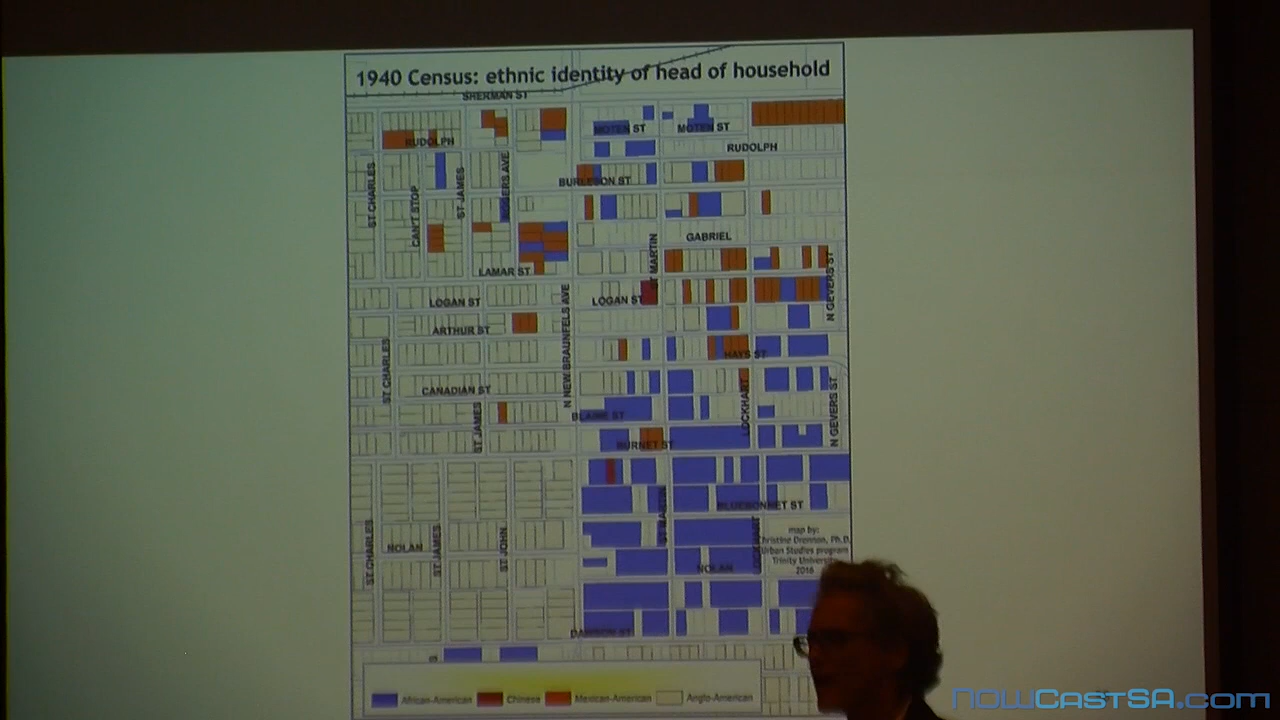 1940 Census: ethnic identity of head of household
SHERMAN ST
MOTEN ST
MOTEN ST
RUDOLPH
RUDOLPH
ST CHARLES
CAN'T STOP
ST JAMES
BURLESON ST
GABRIEL
ST MARTIN
LAMAR ST
LOGAN ST
LOGAN ST
N GEVERS ST
ARTHUR ST
N NEW BRAUNFELS AVE
HAYS ST
ST CHARLES
CANADIAN ST
ST JAMES
BLAINE ST
LOCKHART
N GEVERS ST
BURNET ST
BLUEBONNET ST
ST MARTIN
LOCKHART
map by:
Christine Drennon, Ph.D.
Urban Studies program
Trinity University
2016
ST CHARLES
NOLAN
ST JAMES
ST JOHN
NOLAN
DAWSON ST
African-American
Chinese
Mexican-American
Anglo-American
NOWCASTSA.com